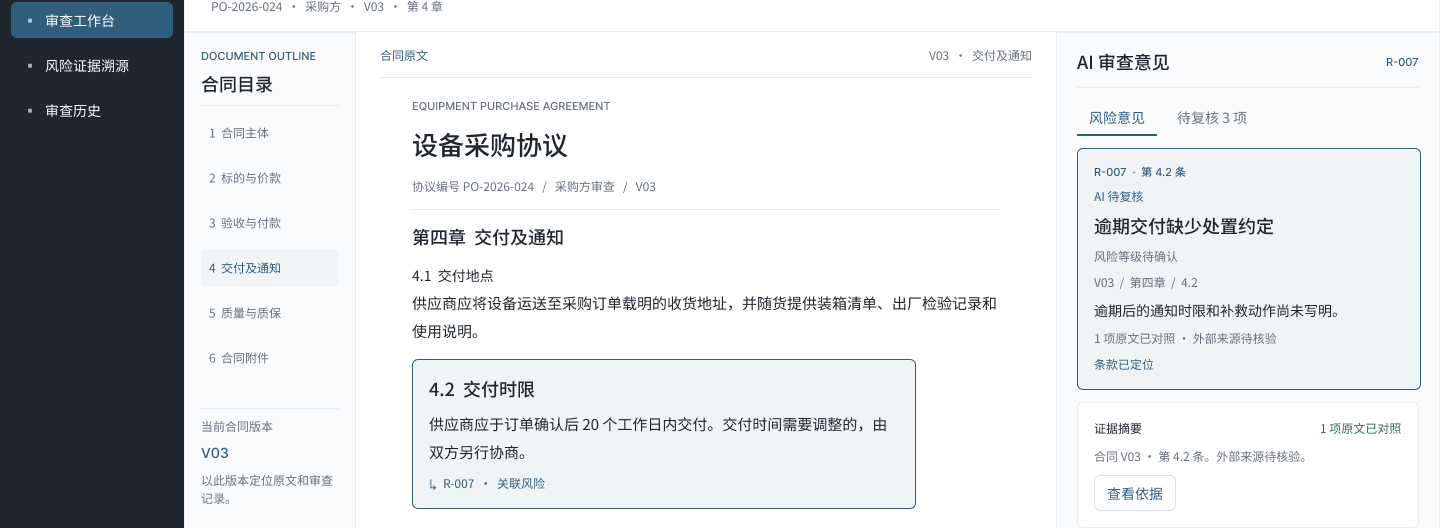 审查工作台
风险证据溯源
审查历史
PO-2026-024 • 采购方 • V03 • 第 4 章
DOCUMENT OUTLINE
合同目录
1 合同主体
2 标的与价款
3 验收与付款
4 交付及通知
5 质量与质保
6 合同附件
当前合同版本
V03
以此版本定位原文和审查
记录。
合同原文
V03 • 交付及通知
EQUIPMENT PURCHASE AGREEMENT
设备采购协议
协议编号 PO-2026-024 / 采购方审查 / V03
第四章 交付及通知
4.1 交付地点
供应商应将设备运送至采购订单载明的收货地址，并随货提供装箱清单、出厂检验记录和
使用说明。
4.2 交付时限
供应商应于订单确认后 20 个工作日内交付。交付时间需要调整的，由
双方另行协商。
↳ R-007 • 关联风险
AI 审查意见
R-007
风险意见
待复核 3 项
R-007 · 第 4.2 条
AI 待复核
逾期交付缺少处置约定
风险等级待确认
V03 / 第四章 / 4.2
逾期后的通知时限和补救动作尚未写明。
1 项原文已对照 • 外部来源待核验
条款已定位
证据摘要
1 项原文已对照
合同 V03 • 第 4.2 条。外部来源待核验。
查看依据